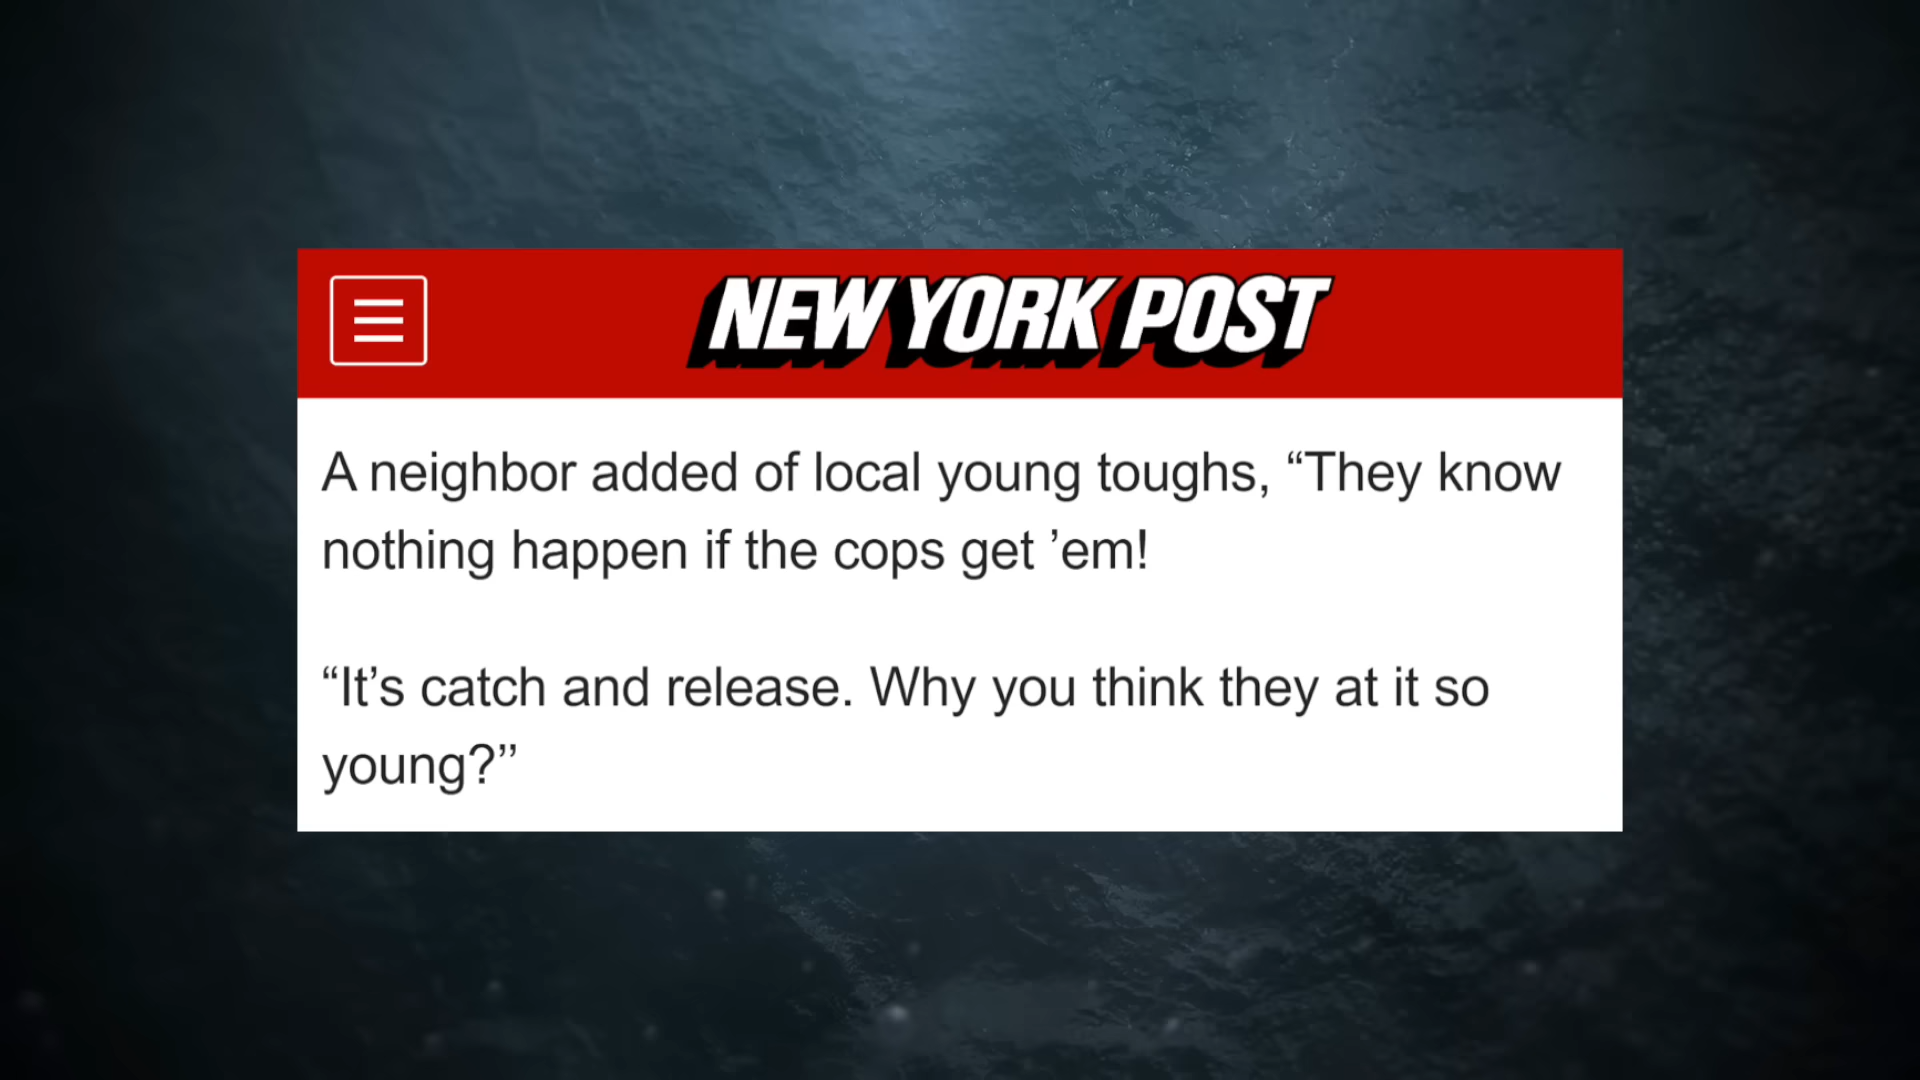 NEW YORK POST
A neighbor added of local young toughs, “They know
nothing happen if the cops get ’em!
“It’s catch and release. Why you think they at it so
young?”